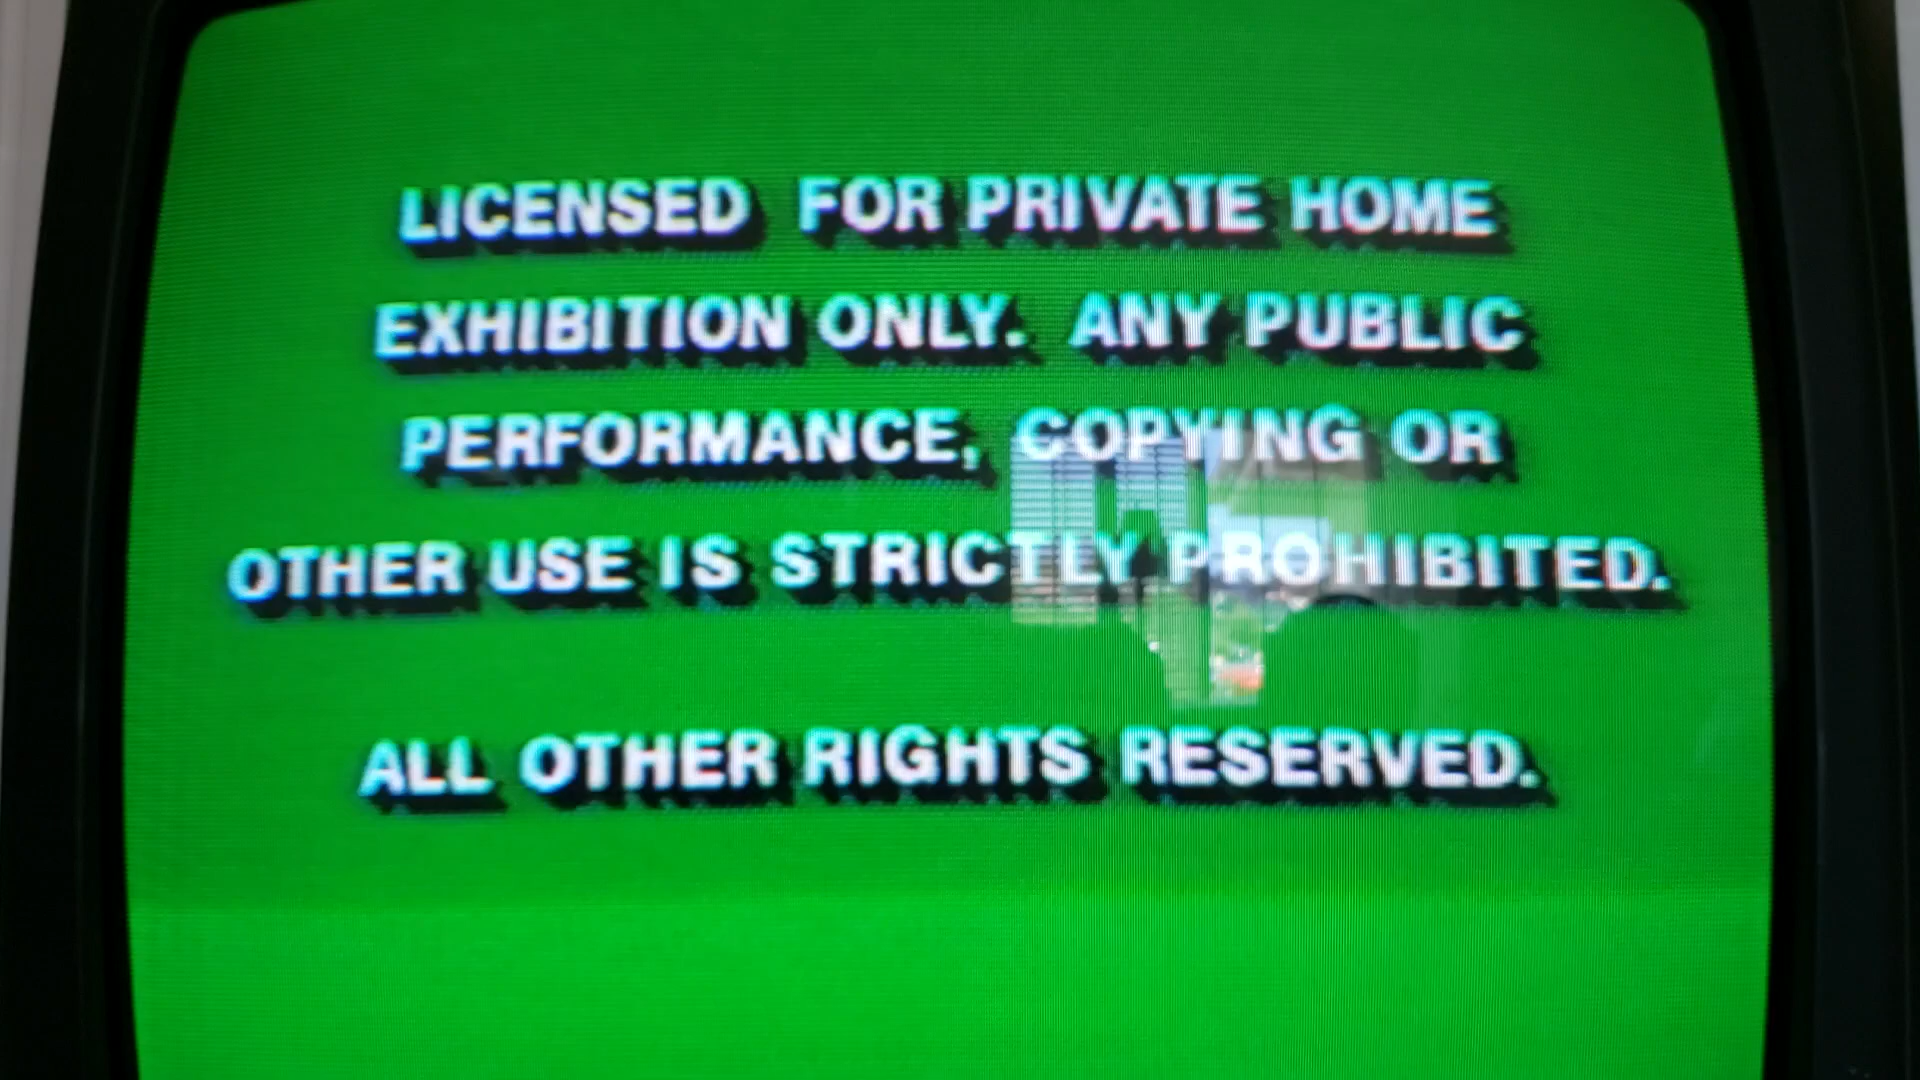 LICENSED FOR PRIVATE HOME
EXHIBITION ONLY. ANY PUBLIC
PERFORMANCE, COPYING OR
OTHER USE IS STRICTLY PROHIBITED.
ALL OTHER RIGHTS RESERVED.